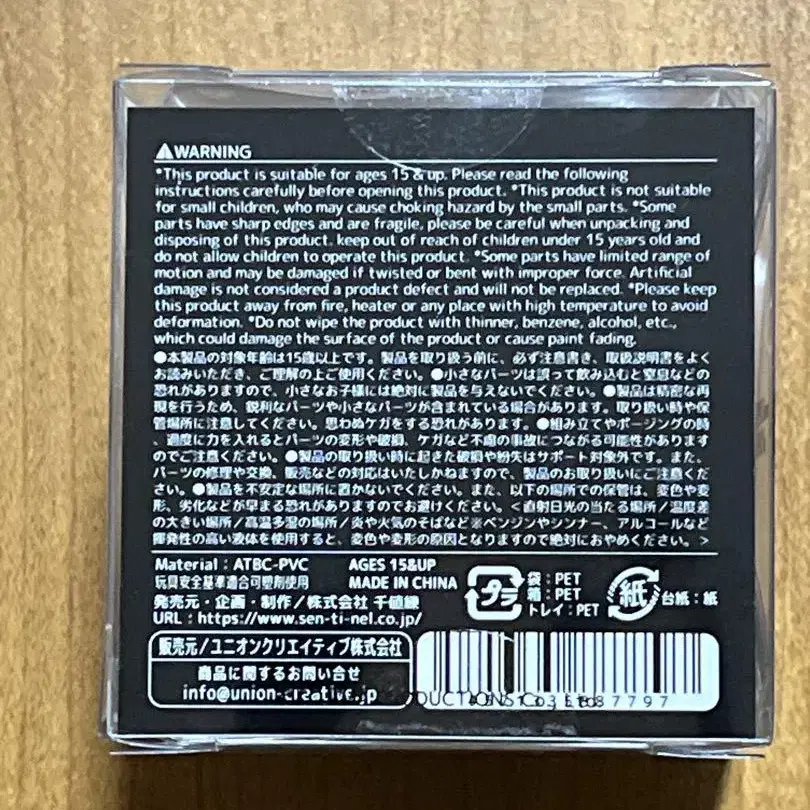 ⚠WARNING
*This product is suitable for ages 15 & up. Please read the following
instructions carefully before opening this product. *This product is not suitable
for small children, who may cause choking hazard by the small parts. *Some
parts have sharp edges and are fragile, please be careful when unpacking and
disposing of this product. keep out of reach of children under 15 years old and
do not allow children to operate this product. *Some parts have limited range of
motion and may be damaged if twisted or bent with improper force. Artificial
damage is not considered a product defect and will not be replaced. *Please keep
this product away from fire, heater or any place with high temperature to avoid
deformation. *Do not wipe the product with thinner, benzene, alcohol, etc.,
which could damage the surface of the product or cause paint fading.
●本製品の対象年齢は15歳以上です。製品を取り扱う前に、必ず注意書き、取扱説明書をよく
お読みいただき、ご理解の上ご使用ください。●小さなパーツは誤って飲み込むと窒息などの
恐れがありますので、小さなお子様には絶対に製品を与えないでください。●製品は精密な再
現を行うため、鋭利なパーツや小さなパーツが含まれている場合があります。取り扱い時や保
管場所に注意してください。思わぬケガをする恐れがあります。●組み立てやポージングの時
、過度に力を入れるとパーツの変形や破損、ケガなど不慮の事故につながる可能性があります
のでご注意ください。●製品の取り扱い時に起きた破損や紛失はサポート対象外です。また、
パーツの修理や交換、販売などの対応はいたしかねますので、製品のお取り扱いにご注意くだ
さい。●製品を不安定な場所に置かないでください。また、以下の場所での保管は、変色や変
形、劣化などが早まる恐れがありますのでお避けください。＜直射日光の当たる場所/温度差
の大きい場所/高温多湿の場所/炎や火気のそばなど※ベンジンやシンナー、アルコールなど
揮発性の高い液体を使用すると、変色や変形の原因となりますので絶対におやめください。＞
Material : ATBC-PVC AGES 15&UP
玩具安全基準適合可塑剤使用 MADE IN CHINA
発売元・企画・制作/株式会社 千値練
URL : https://www.sen-ti-nel.co.jp/
プラ
袋 : PET
箱 : PET
トレイ : PET
紙
台紙 : 紙
販売元/ユニオンクリエイティブ株式会社
商品に関するお問い合せ
info@union-creative.jp